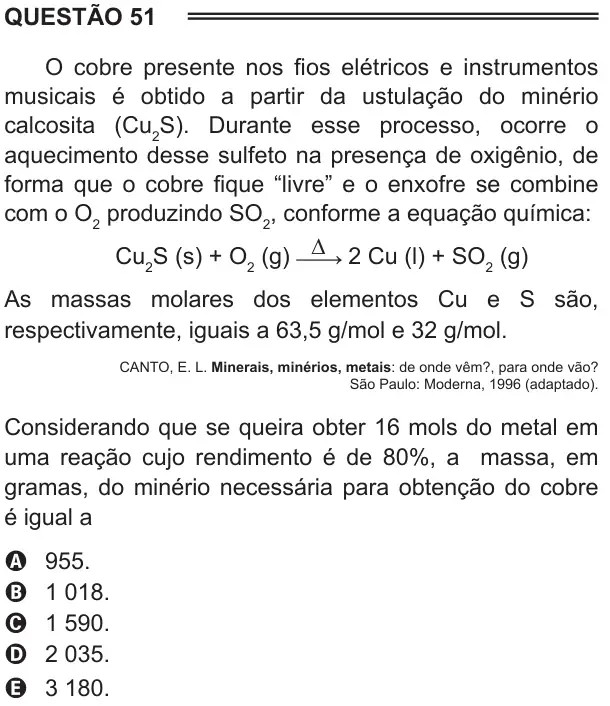 QUESTÃO 51
O cobre presente nos fios elétricos e instrumentos
musicais é obtido a partir da ustulação do minério
calcosita (Cu₂S). Durante esse processo, ocorre o
aquecimento desse sulfeto na presença de oxigênio, de
forma que o cobre fique “livre” e o enxofre se combine
com o O₂ produzindo SO₂, conforme a equação química:
Cu₂S (s) + O₂ (g) —Δ→ 2 Cu (l) + SO₂ (g)
As massas molares dos elementos Cu e S são,
respectivamente, iguais a 63,5 g/mol e 32 g/mol.
CANTO, E. L. Minerais, minérios, metais: de onde vêm?, para onde vão?
São Paulo: Moderna, 1996 (adaptado).
Considerando que se queira obter 16 mols do metal em
uma reação cujo rendimento é de 80%, a massa, em
gramas, do minério necessária para obtenção do cobre
é igual a
A 955.
B 1 018.
C 1 590.
D 2 035.
E 3 180.